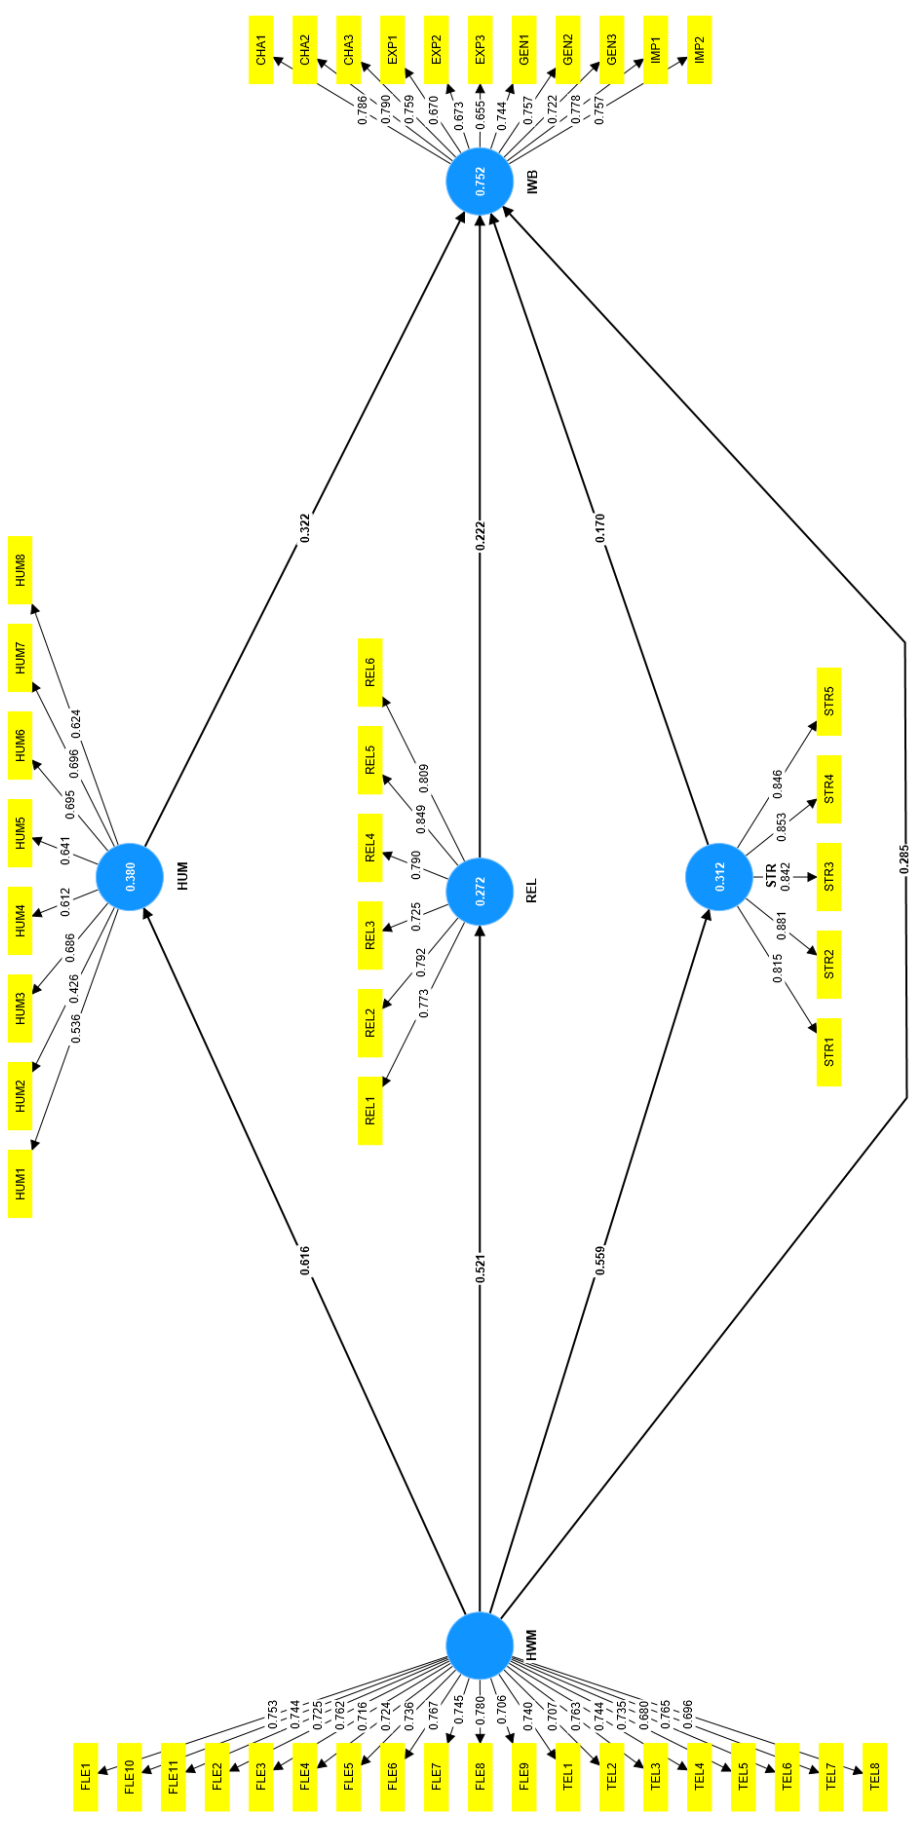 CHA1
CHA2
CHA3
EXP1
EXP2
EXP3
GEN1
GEN2
GEN3
IMP1
IMP2
0.786
0.790
0.759
0.670
0.673
0.655
0.744
0.757
0.722
0.778
0.757
0.752
IWB
0.322
0.222
0.170
0.285
HUM8
HUM7
HUM6
HUM5
HUM4
HUM3
HUM2
HUM1
0.624
0.696
0.695
0.641
0.612
0.686
0.426
0.536
0.380
HUM
REL6
REL5
REL4
REL3
REL2
REL1
0.809
0.849
0.790
0.725
0.792
0.773
0.272
REL
STR5
STR4
STR3
STR2
STR1
0.846
0.853
0.842
0.881
0.815
0.312
STR
0.616
0.521
0.559
HWM
0.753
0.744
0.725
0.762
0.716
0.724
0.736
0.767
0.745
0.780
0.706
0.740
0.707
0.763
0.744
0.735
0.680
0.765
0.696
FLE1
FLE10
FLE11
FLE2
FLE3
FLE4
FLE5
FLE6
FLE7
FLE8
FLE9
TEL1
TEL2
TEL3
TEL4
TEL5
TEL6
TEL7
TEL8